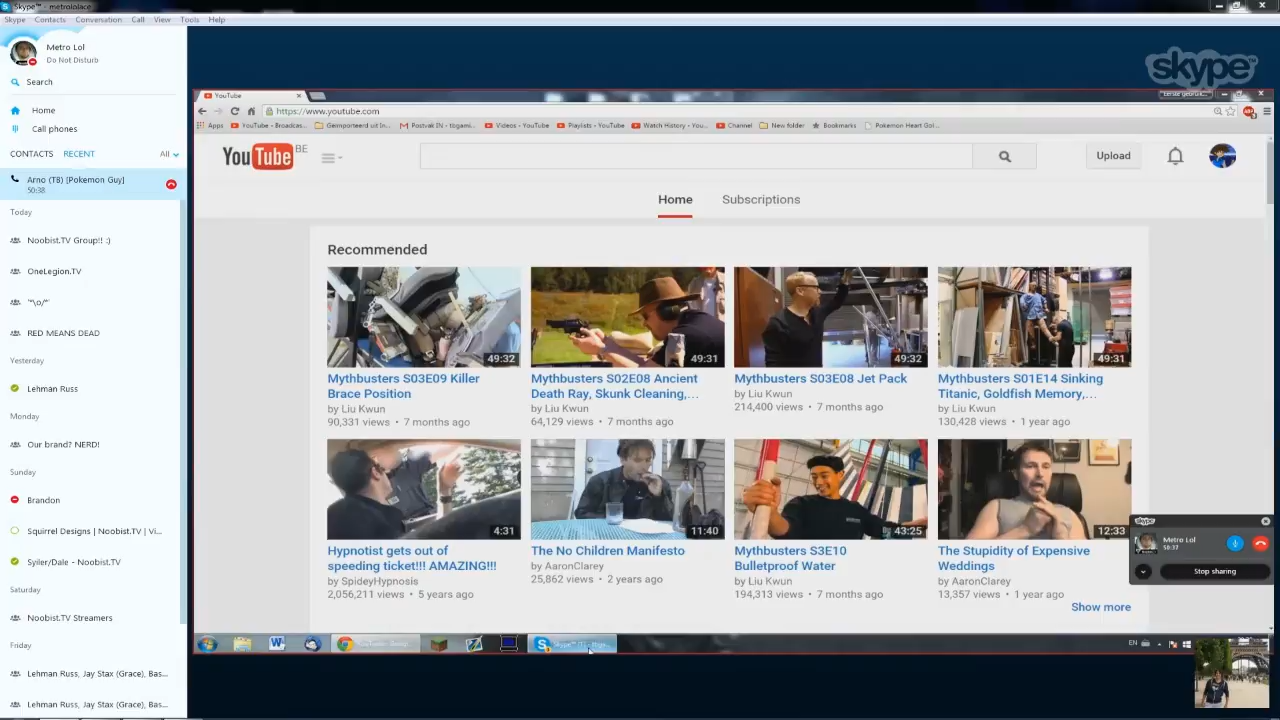 Skype™ - metrololace
Skype Contacts Conversation Call View Tools Help
Metro Lol
Do Not Disturb
Search
Home
Call phones
CONTACTS RECENT All
Arno (TB) [Pokemon Guy]
50:38
Today
Noobist.TV Group!! :)
OneLegion.TV
RED MEANS DEAD
Yesterday
Lehman Russ
Monday
Our brand? NERD!
Sunday
Brandon
Squirrel Designs | Noobist.TV | Vi...
Syiler/Dale - Noobist.TV
Saturday
Noobist.TV Streamers
Friday
Lehman Russ, Jay Stax (Grace), Bas...
Lehman Russ, Jay Stax (Grace), Bas...
skype™
YouTube
https://www.youtube.com
Apps YouTube - Broadcas... Geïmporteerd uit In... Postvak IN - tbgami... Videos - YouTube Playlists - YouTube Watch History - You... Channel New folder Bookmarks Pokemon Heart Gol...
YouTube BE
Upload
Home Subscriptions
Recommended
49:32 49:31 49:32 49:31
Mythbusters S03E09 Killer
Brace Position
by Liu Kwun
90,331 views • 7 months ago
Mythbusters S02E08 Ancient
Death Ray, Skunk Cleaning,...
by Liu Kwun
64,129 views • 7 months ago
Mythbusters S03E08 Jet Pack
by Liu Kwun
214,400 views • 7 months ago
Mythbusters S01E14 Sinking
Titanic, Goldfish Memory,...
by Liu Kwun
130,428 views • 1 year ago
4:31 11:40 43:25 12:33
Hypnotist gets out of
speeding ticket!!! AMAZING!!!
by SpideyHypnosis
2,056,211 views • 5 years ago
The No Children Manifesto
by AaronClarey
25,862 views • 2 years ago
Mythbusters S3E10
Bulletproof Water
by Liu Kwun
194,313 views • 7 months ago
The Stupidity of Expensive
Weddings
by AaronClarey
13,357 views • 1 year ago
Show more
skype
Metro Lol
50:37
Stop sharing
EN